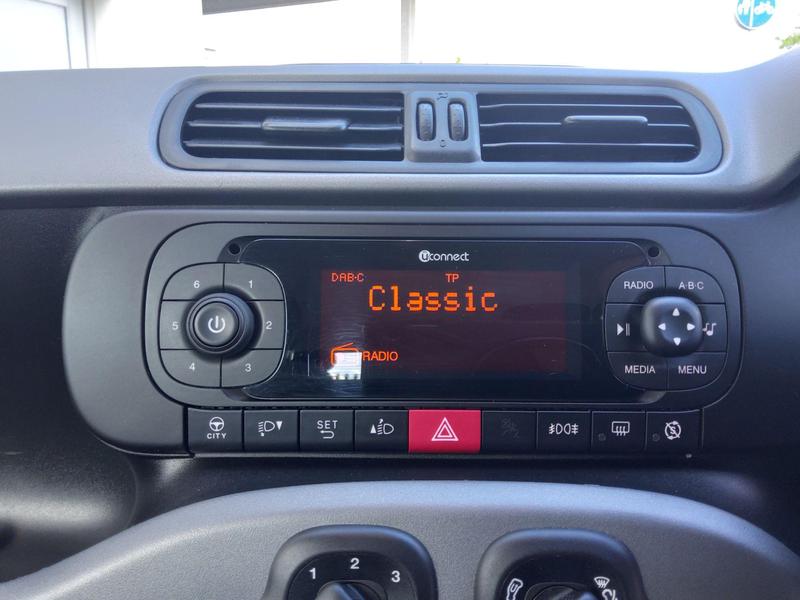 Uconnect
DAB-C TP
Classic
RADIO
6 1
5 2
4 3
RADIO A·B·C
MEDIA MENU
CITY
SET
1 2 3